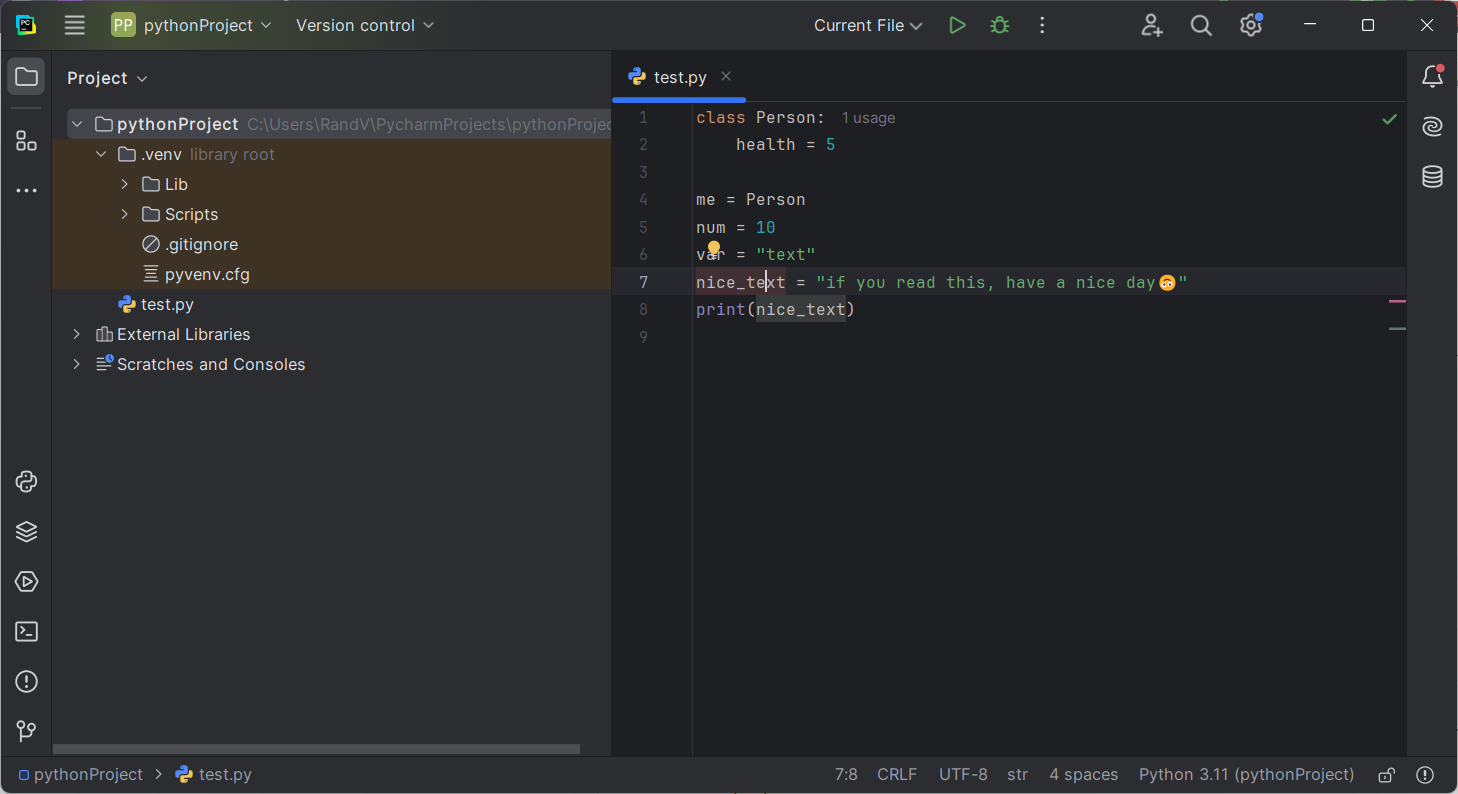 PC
PP pythonProject Version control Current File
Project
pythonProject C:\Users\RandV\PycharmProjects\pythonProjec
.venv library root
Lib
Scripts
.gitignore
pyvenv.cfg
test.py
External Libraries
Scratches and Consoles
test.py
1 class Person: 1 usage
2 health = 5
3
4 me = Person
5 num = 10
6 var = "text"
7 nice_text = "if you read this, have a nice day🙃"
8 print(nice_text)
9
pythonProject > test.py 7:8 CRLF UTF-8 str 4 spaces Python 3.11 (pythonProject)